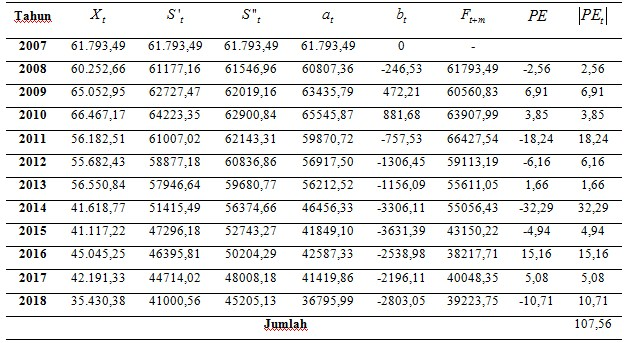 Tahun X_t S'_t S"_t a_t b_t F_{t+m} PE |PE_t|
2007 61.793,49 61.793,49 61.793,49 61.793,49 0 -
2008 60.252,66 61177,16 61546,96 60807,36 -246,53 61793,49 -2,56 2,56
2009 65.052,95 62727,47 62019,16 63435,79 472,21 60560,83 6,91 6,91
2010 66.467,17 64223,35 62900,84 65545,87 881,68 63907,99 3,85 3,85
2011 56.182,51 61007,02 62143,31 59870,72 -757,53 66427,54 -18,24 18,24
2012 55.682,43 58877,18 60836,86 56917,50 -1306,45 59113,19 -6,16 6,16
2013 56.550,84 57946,64 59680,77 56212,52 -1156,09 55611,05 1,66 1,66
2014 41.618,77 51415,49 56374,66 46456,33 -3306,11 55056,43 -32,29 32,29
2015 41.117,22 47296,18 52743,27 41849,10 -3631,39 43150,22 -4,94 4,94
2016 45.045,25 46395,81 50204,29 42587,33 -2538,98 38217,71 15,16 15,16
2017 42.191,33 44714,02 48008,18 41419,86 -2196,11 40048,35 5,08 5,08
2018 35.430,38 41000,56 45205,13 36795,99 -2803,05 39223,75 -10,71 10,71
Jumlah 107,56